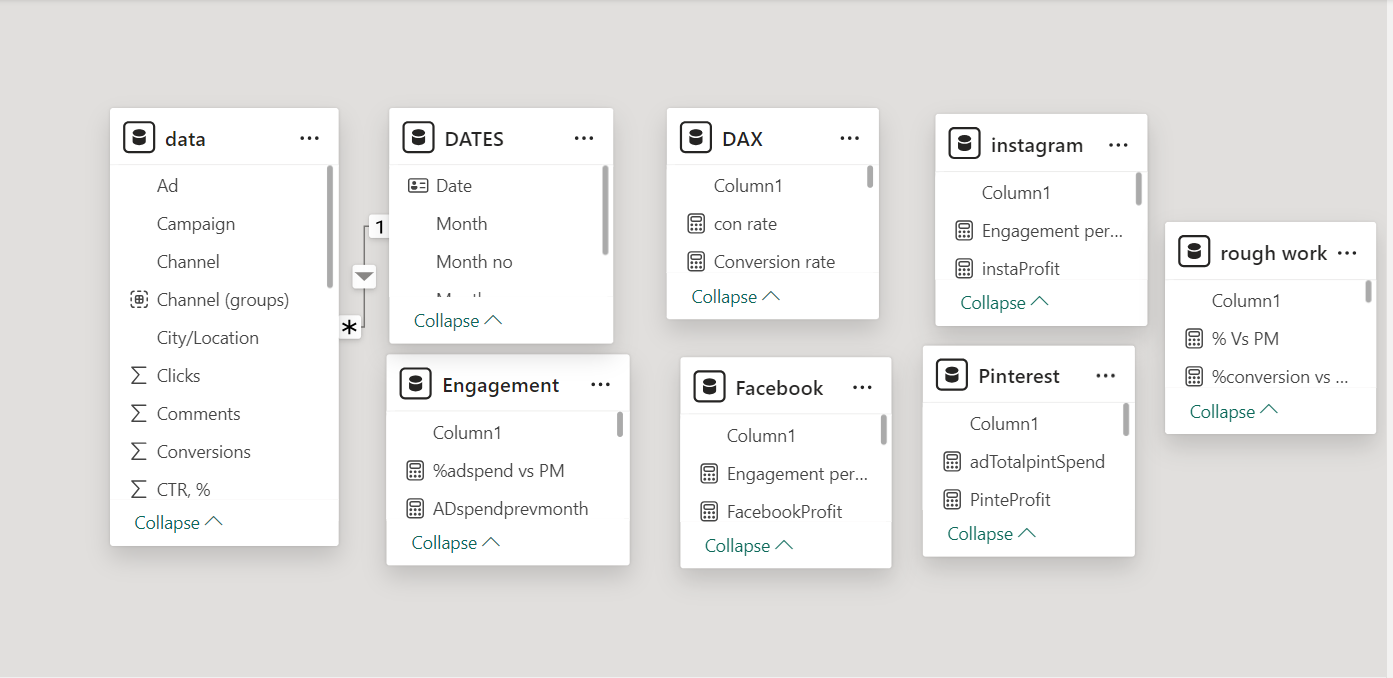 data
Ad
Campaign
Channel
Channel (groups)
City/Location
Clicks
Comments
Conversions
CTR, %
Collapse
1
*
DATES
Date
Month
Month no
Collapse
Engagement
Column1
%adspend vs PM
ADspendprevmonth
Collapse
DAX
Column1
con rate
Conversion rate
Collapse
Facebook
Column1
Engagement per...
FacebookProfit
Collapse
instagram
Column1
Engagement per...
instaProfit
Collapse
Pinterest
Column1
adTotalpintSpend
PinteProfit
Collapse
rough work
Column1
% Vs PM
%conversion vs ...
Collapse